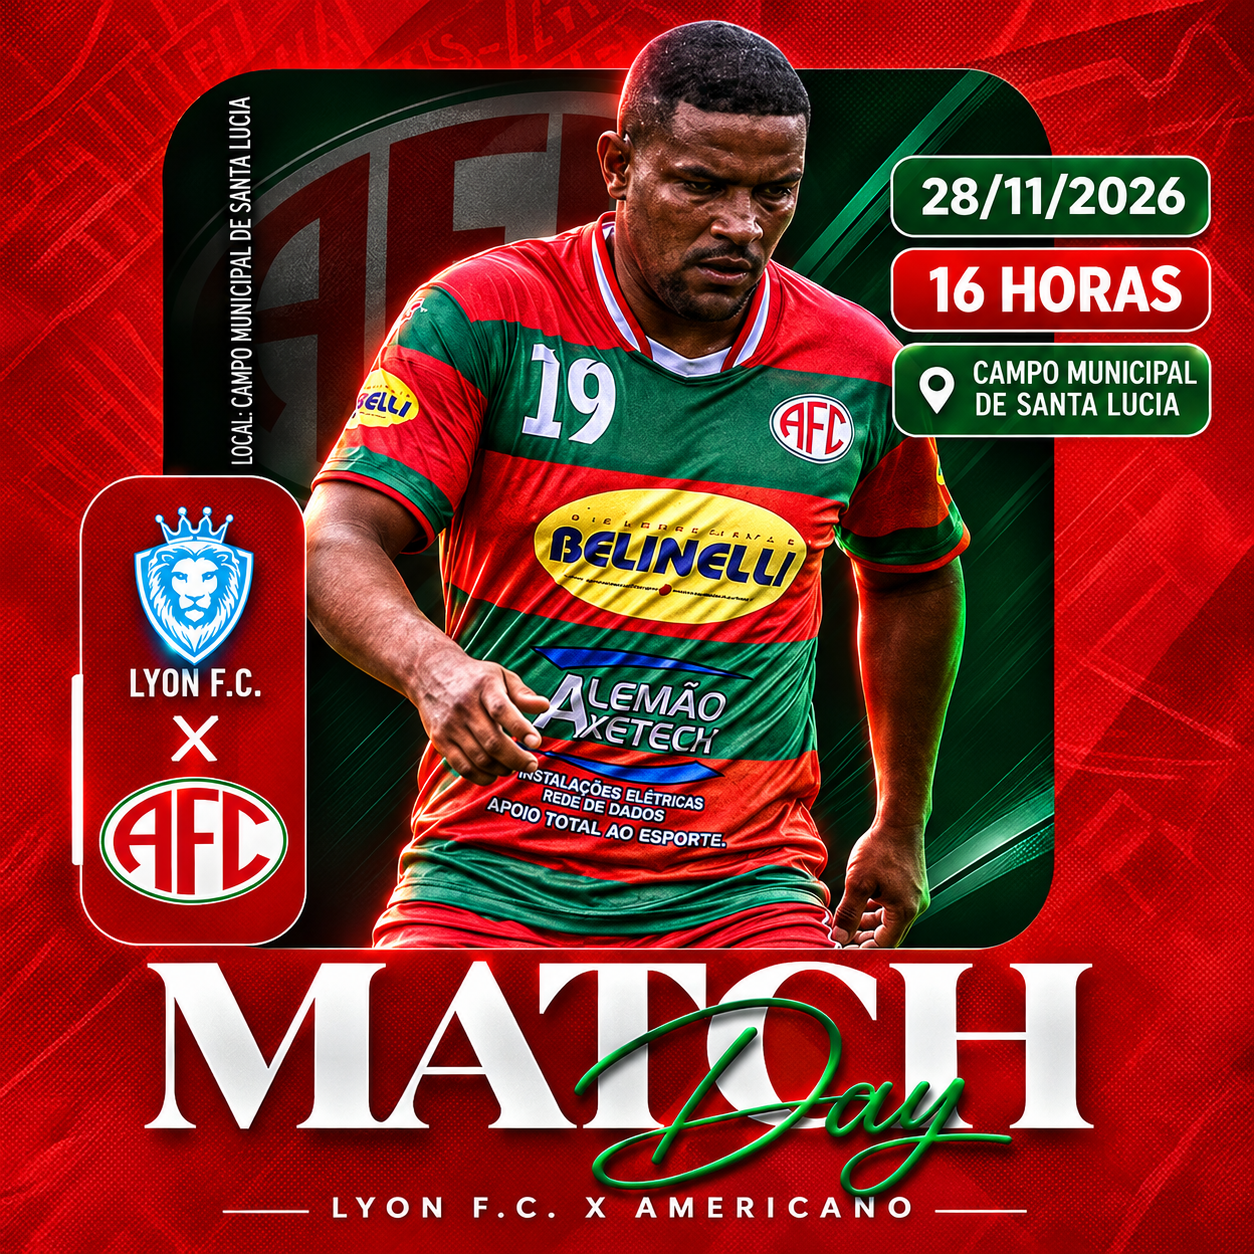 LOCAL: CAMPO MUNICIPAL DE SANTA LUCIA
28/11/2026
16 HORAS
CAMPO MUNICIPAL
DE SANTA LUCIA
19
AFC
BELLI
BELINELLI
ALEMÃO
AXETECH
INSTALAÇÕES ELÉTRICAS
REDE DE DADOS
APOIO TOTAL AO ESPORTE.
LYON F.C.
X
AFC
MATCH
Day
LYON F.C. X AMERICANO